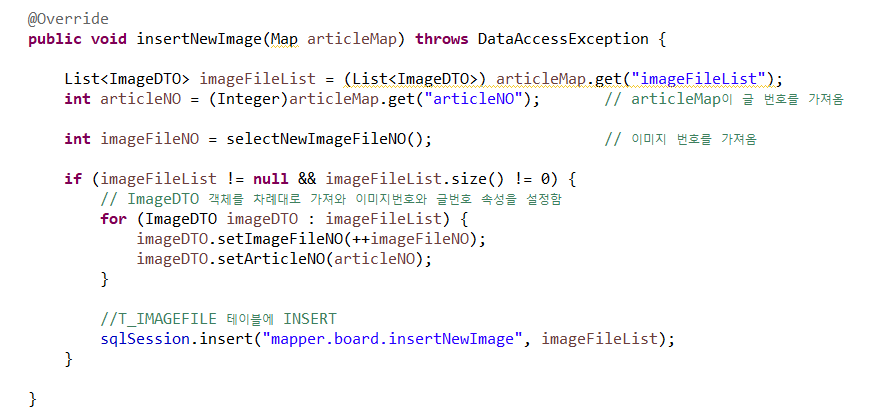 @Override
public void insertNewImage(Map articleMap) throws DataAccessException {
List<ImageDTO> imageFileList = (List<ImageDTO>) articleMap.get("imageFileList");
int articleNO = (Integer)articleMap.get("articleNO"); // articleMap이 글 번호를 가져옴
int imageFileNO = selectNewImageFileNO(); // 이미지 번호를 가져옴
if (imageFileList != null && imageFileList.size() != 0) {
// ImageDTO 객체를 차례대로 가져와 이미지번호와 글번호 속성을 설정함
for (ImageDTO imageDTO : imageFileList) {
imageDTO.setImageFileNO(++imageFileNO);
imageDTO.setArticleNO(articleNO);
}
//T_IMAGEFILE 테이블에 INSERT
sqlSession.insert("mapper.board.insertNewImage", imageFileList);
}
}